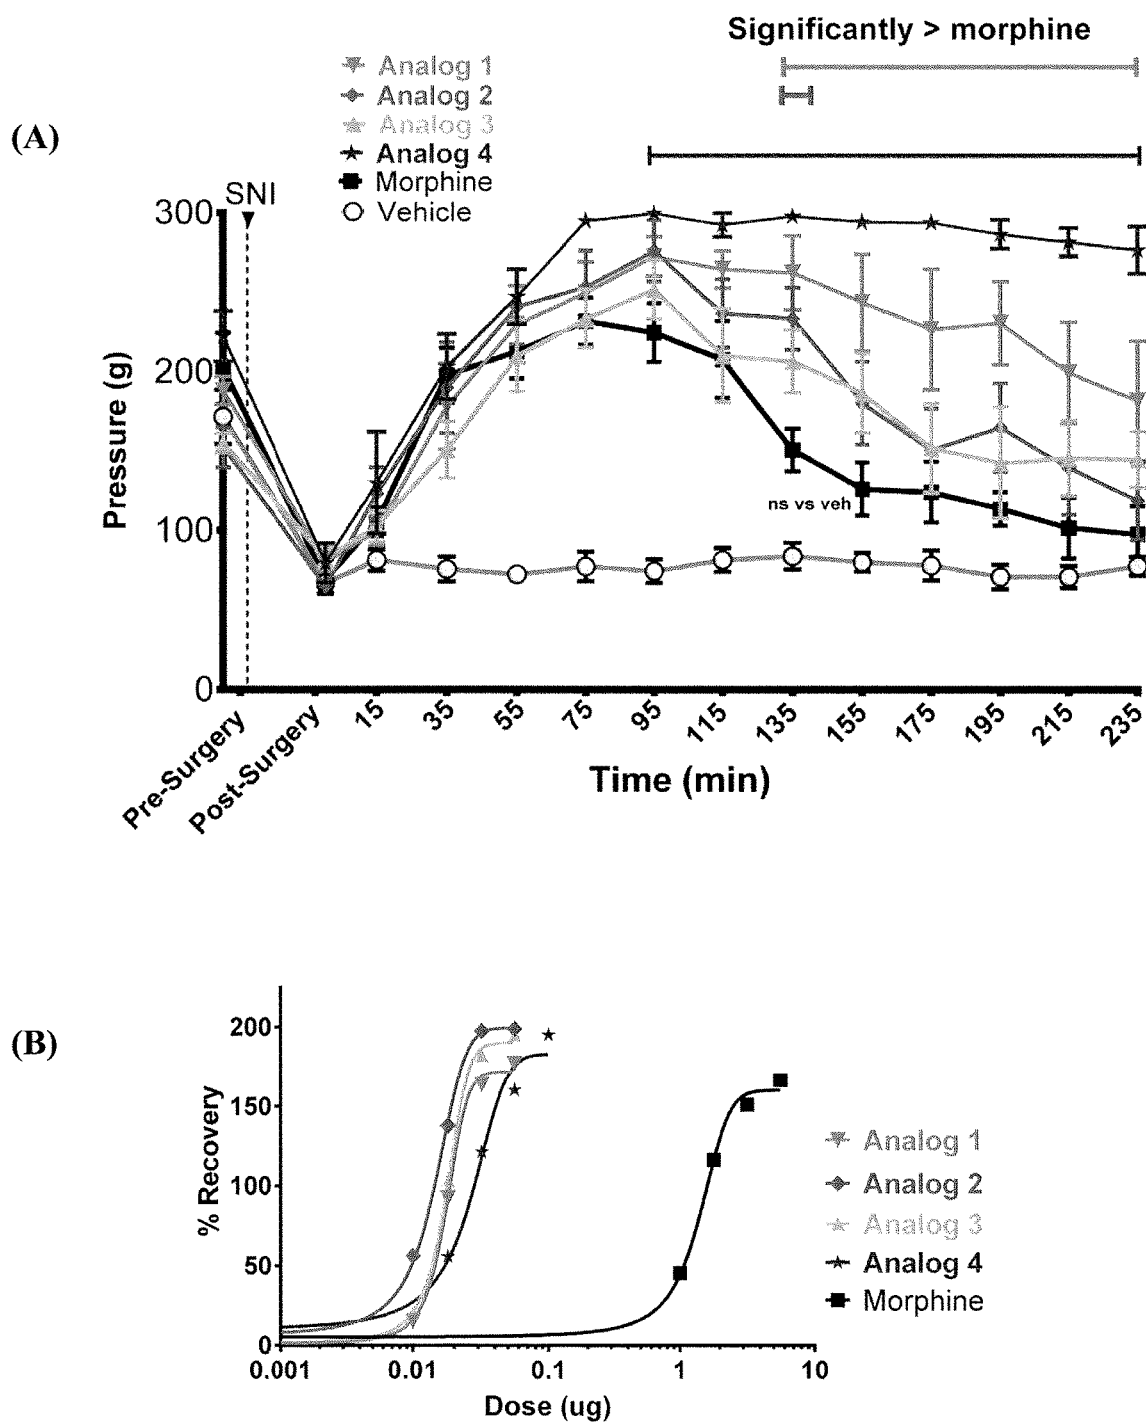 Significantly > morphine
Analog 1
Analog 2
Analog 3
Analog 4
Morphine
Vehicle
(A)
SNI
300
200
100
0
Pressure (g)
ns vs veh
Pre-Surgery
Post-Surgery
15
35
55
75
95
115
135
155
175
195
215
235
Time (min)
(B)
200
150
100
50
0
% Recovery
Analog 1
Analog 2
Analog 3
Analog 4
Morphine
0.001
0.01
0.1
1
10
Dose (ug)